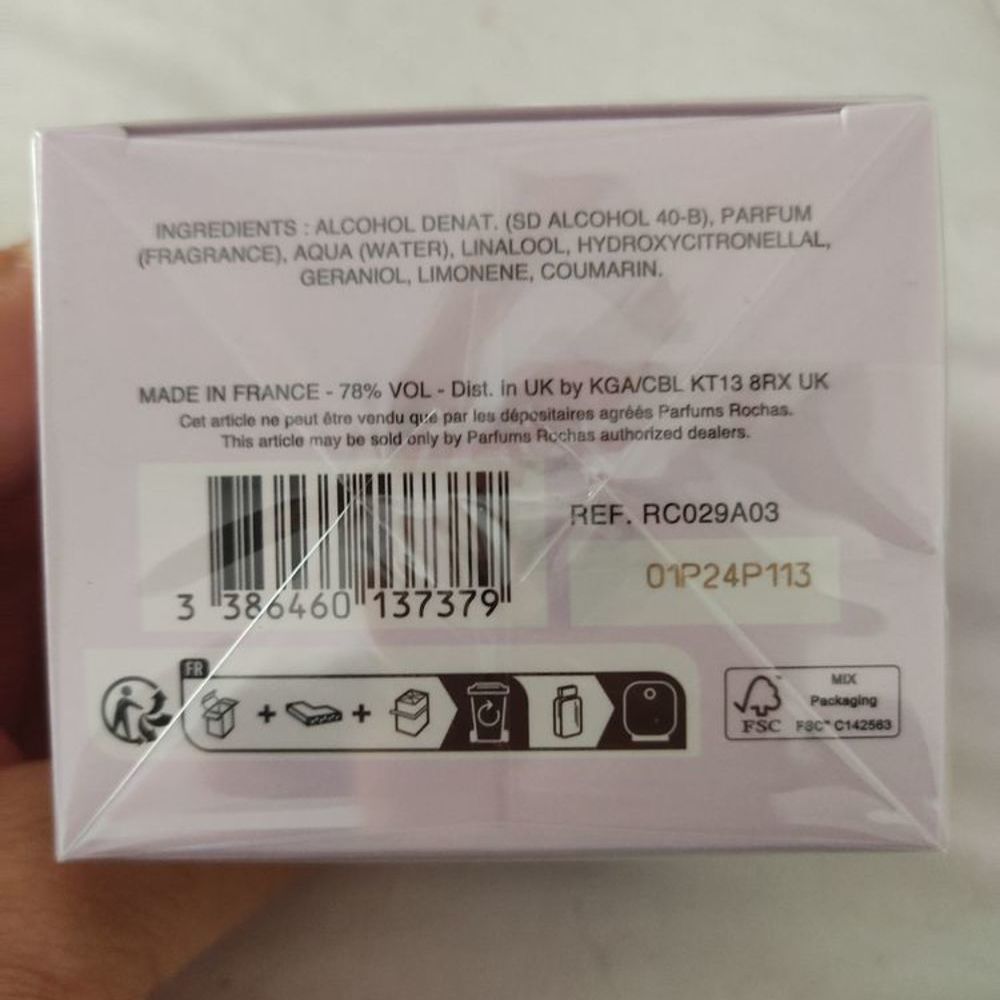 INGREDIENTS : ALCOHOL DENAT. (SD ALCOHOL 40-B), PARFUM
(FRAGRANCE), AQUA (WATER), LINALOOL, HYDROXYCITRONELLAL,
GERANIOL, LIMONENE, COUMARIN.
MADE IN FRANCE - 78% VOL - Dist. in UK by KGA/CBL KT13 8RX UK
Cet article ne peut être vendu que par les dépositaires agréés Parfums Rochas.
This article may be sold only by Parfums Rochas authorized dealers.
REF. RC029A03
01P24P113
3 386460 137379
FR
MIX
Packaging
FSC FSC™ C142563